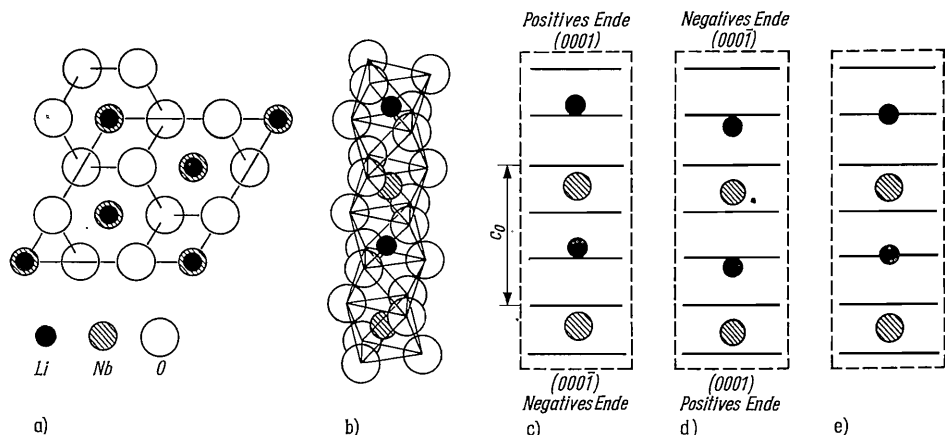 Positives Ende
(0001)
Negatives Ende
(0001̄)
c₀
Li
Nb
O
(0001̄)
Negatives Ende
(0001)
Positives Ende
a)
b)
c)
d)
e)